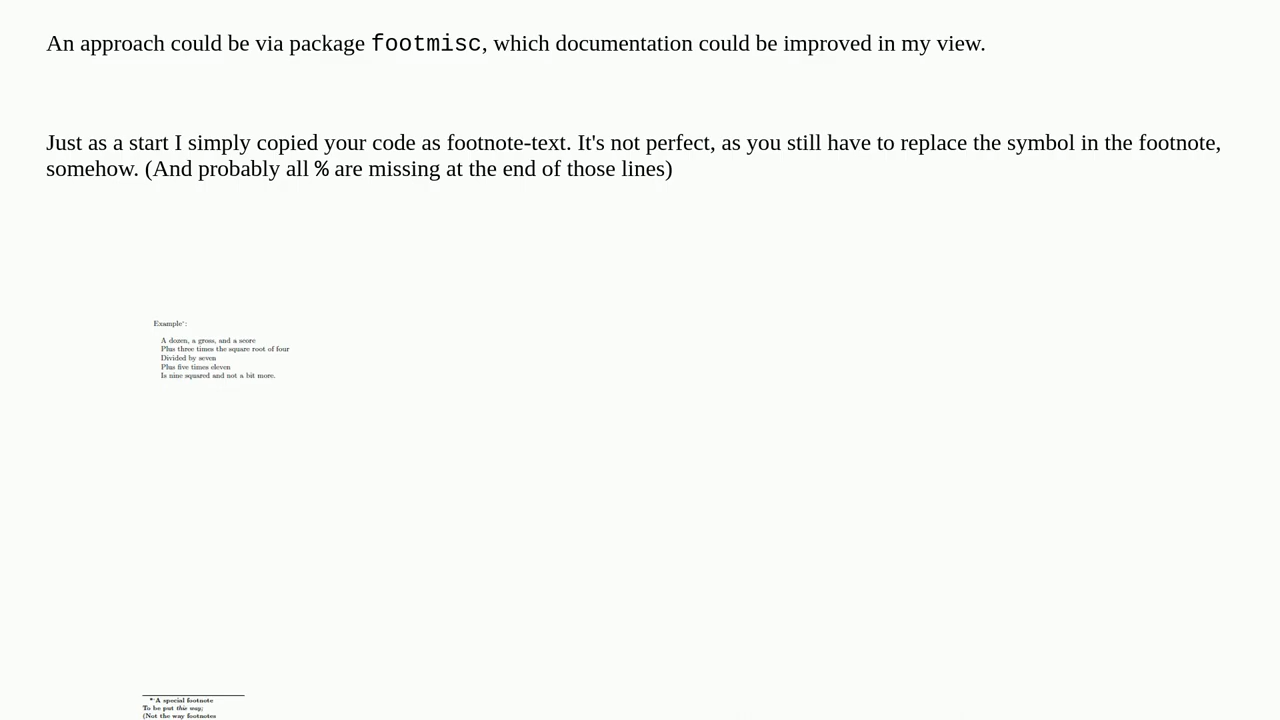 An approach could be via package footmisc, which documentation could be improved in my view.
Just as a start I simply copied your code as footnote-text. It's not perfect, as you still have to replace the symbol in the footnote,
somehow. (And probably all % are missing at the end of those lines)
Example*:
A dozen, a gross, and a score
Plus three times the square root of four
Divided by seven
Plus five times eleven
Is nine squared and not a bit more.
* A special footnote
To be put this way;
(Not the way footnotes